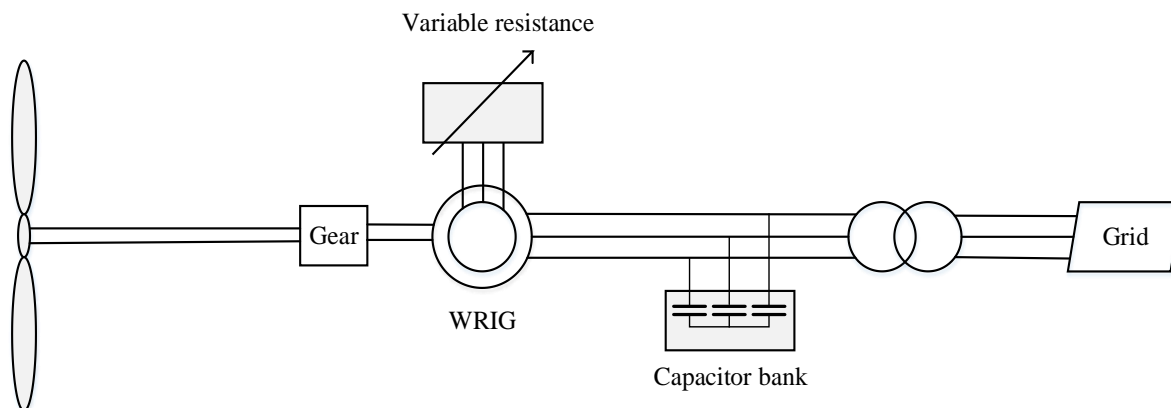 Variable resistance
Gear
Grid
WRIG
Capacitor bank